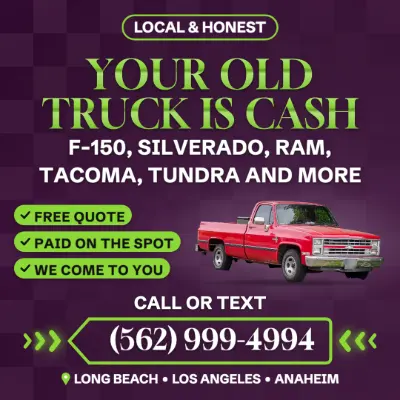 LOCAL & HONEST
YOUR OLD
TRUCK IS CASH
F-150, SILVERADO, RAM,
TACOMA, TUNDRA AND MORE
FREE QUOTE
PAID ON THE SPOT
WE COME TO YOU
CALL OR TEXT
(562) 999-4994
LONG BEACH • LOS ANGELES • ANAHEIM